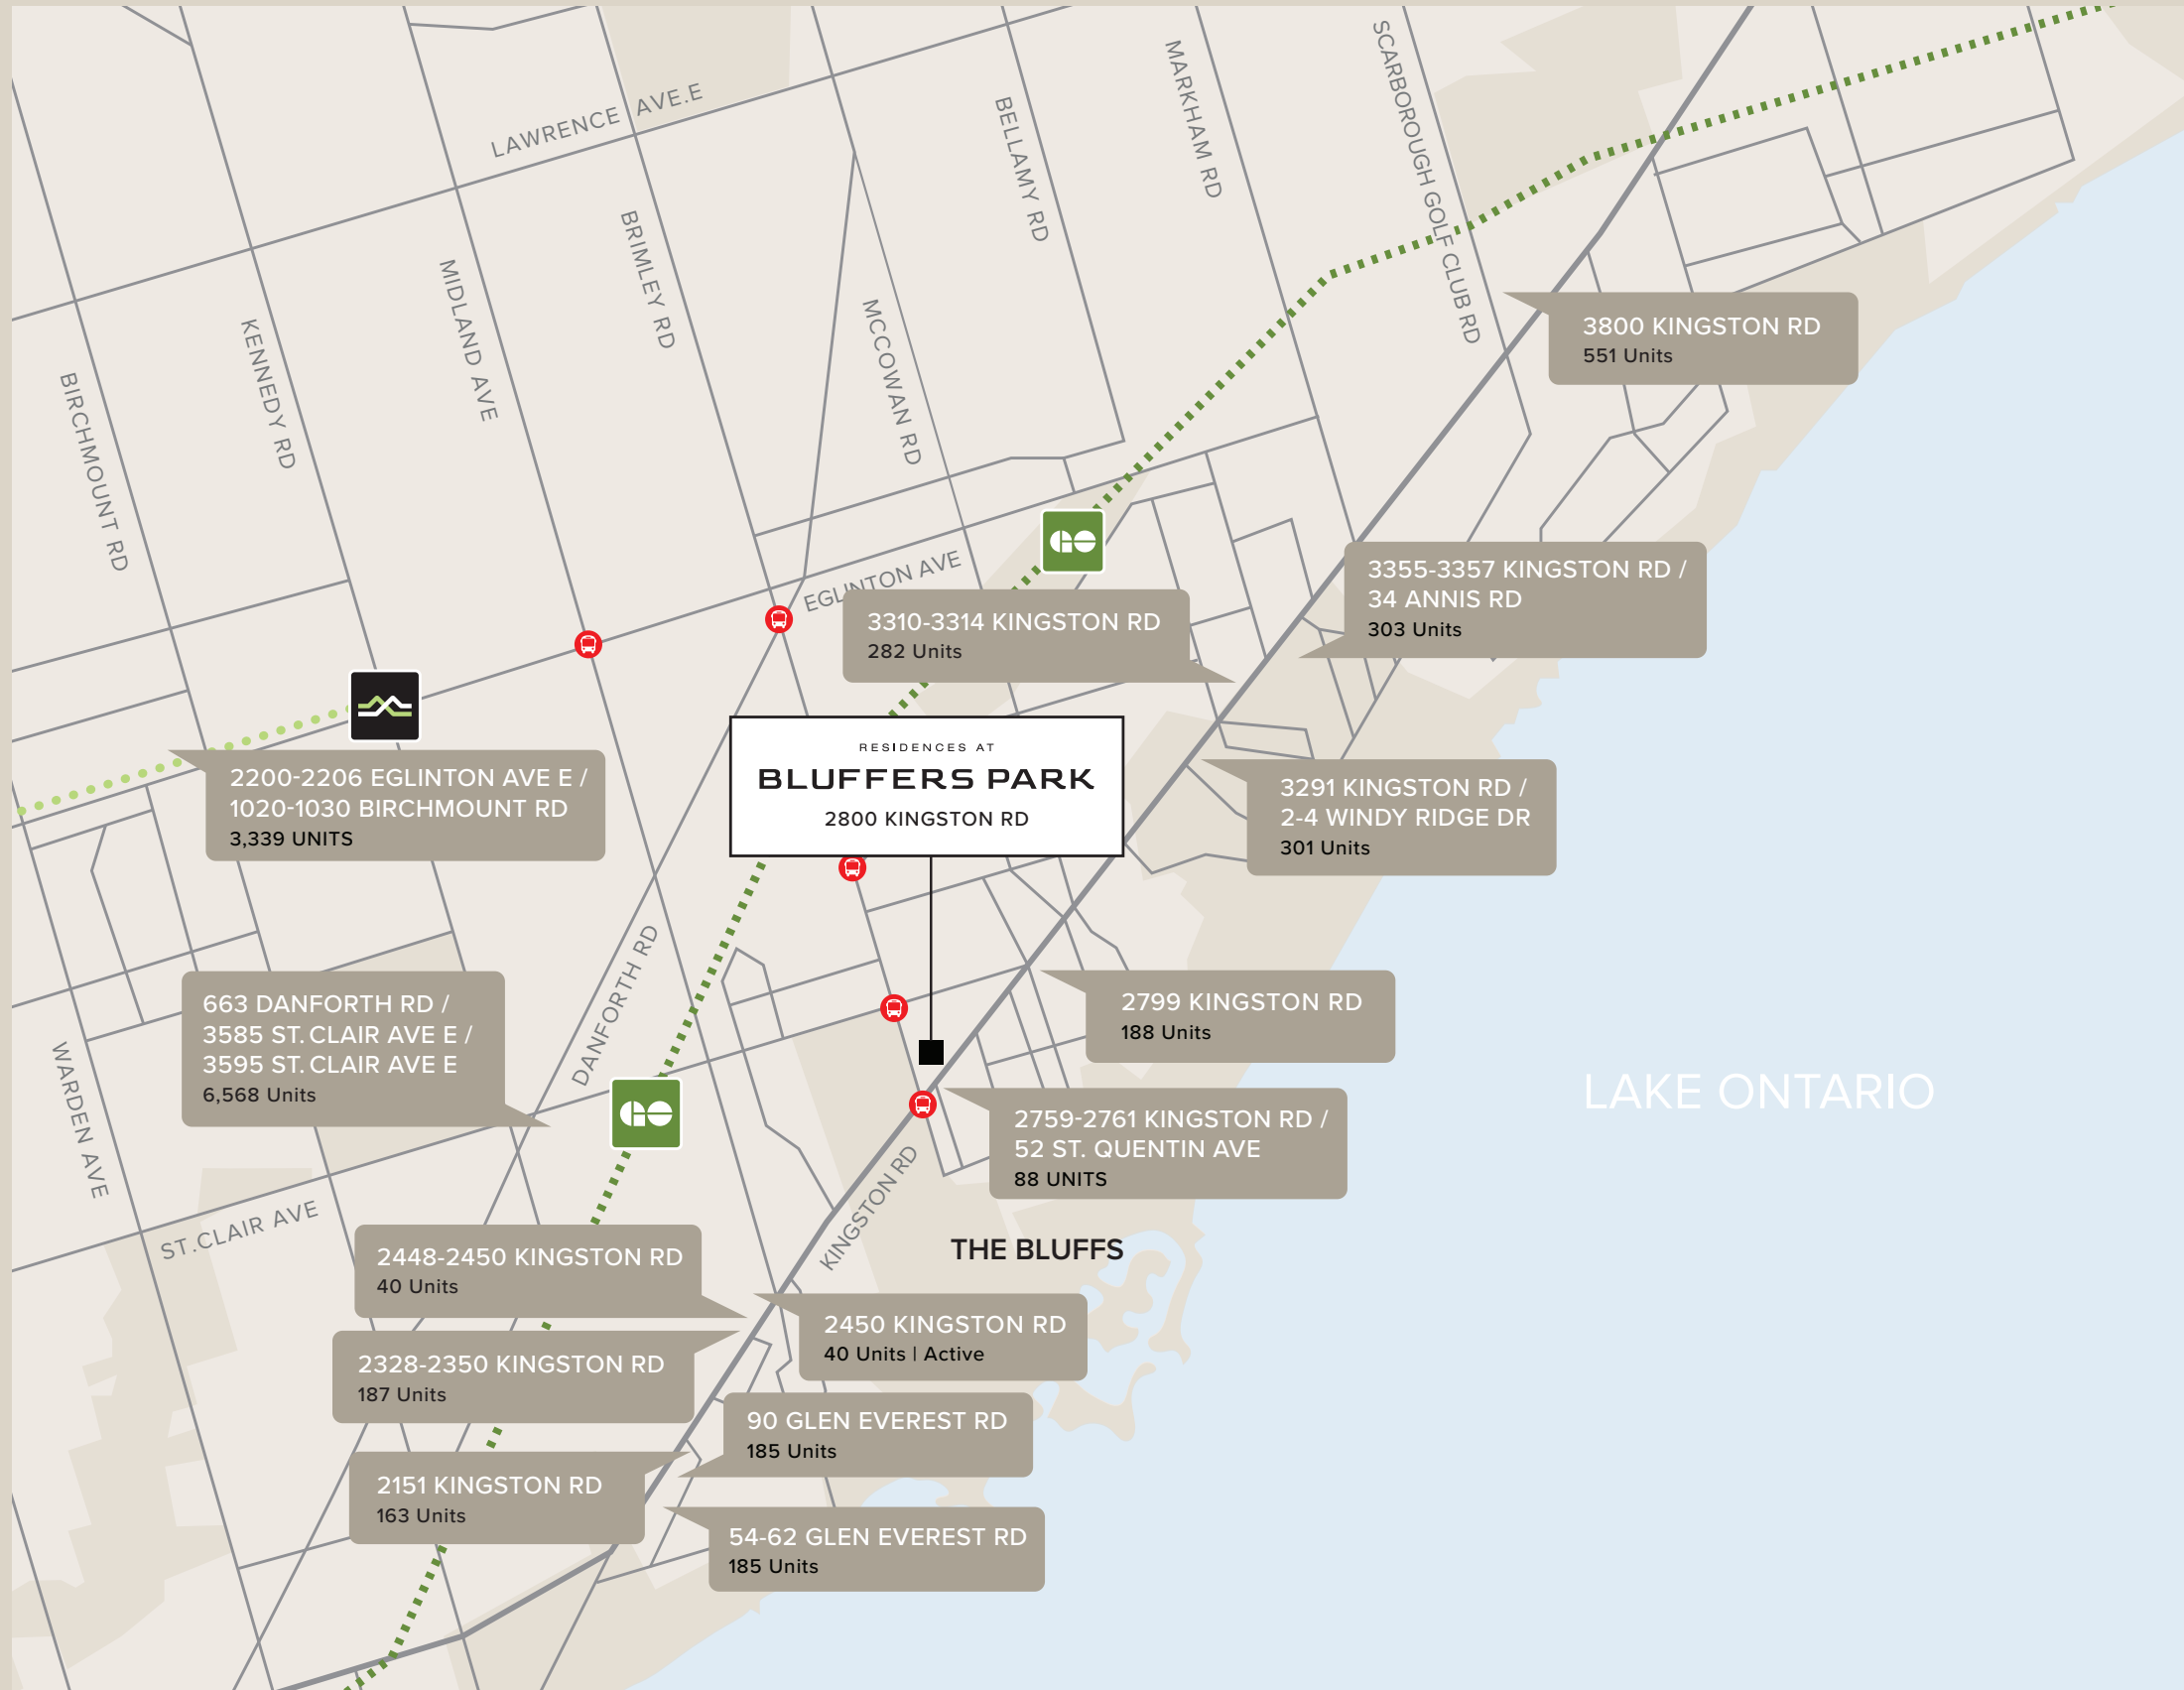 LAWRENCE AVE.E
BIRCHMOUNT RD
KENNEDY RD
MIDLAND AVE
BRIMLEY RD
MCCOWAN RD
BELLAMY RD
MARKHAM RD
SCARBOROUGH GOLF CLUB RD
3800 KINGSTON RD
551 Units
EGLINTON AVE
GO
3310-3314 KINGSTON RD
282 Units
3355-3357 KINGSTON RD /
34 ANNIS RD
303 Units
2200-2206 EGLINTON AVE E /
1020-1030 BIRCHMOUNT RD
3,339 UNITS
RESIDENCES AT
BLUFFERS PARK
2800 KINGSTON RD
3291 KINGSTON RD /
2-4 WINDY RIDGE DR
301 Units
663 DANFORTH RD /
3585 ST. CLAIR AVE E /
3595 ST. CLAIR AVE E
6,568 Units
DANFORTH RD
2799 KINGSTON RD
188 Units
WARDEN AVE
GO
2759-2761 KINGSTON RD /
52 ST. QUENTIN AVE
88 UNITS
LAKE ONTARIO
ST.CLAIR AVE
KINGSTON RD
THE BLUFFS
2448-2450 KINGSTON RD
40 Units
2450 KINGSTON RD
40 Units | Active
2328-2350 KINGSTON RD
187 Units
90 GLEN EVEREST RD
185 Units
2151 KINGSTON RD
163 Units
54-62 GLEN EVEREST RD
185 Units